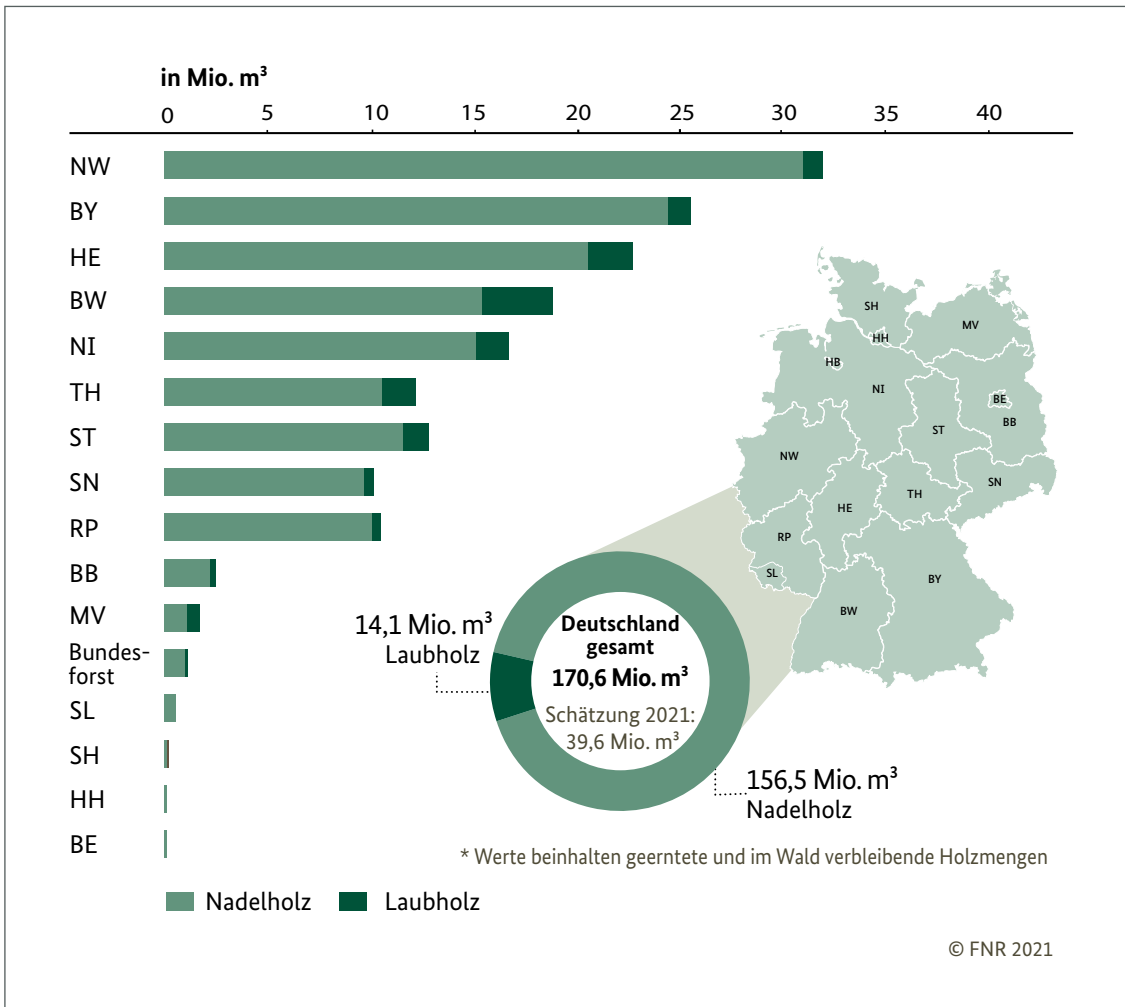 in Mio. m³
0 5 10 15 20 25 30 35 40
NW
BY
HE
BW
NI
TH
ST
SN
RP
BB
MV
Bundes-
forst
SL
SH
HH
BE
SH
MV
HH
HB
NI
BE
BB
ST
NW
SN
TH
HE
RP
SL
BY
BW
14,1 Mio. m³
Laubholz
Deutschland
gesamt
170,6 Mio. m³
Schätzung 2021:
39,6 Mio. m³
156,5 Mio. m³
Nadelholz
* Werte beinhalten geerntete und im Wald verbleibende Holzmengen
Nadelholz Laubholz
© FNR 2021